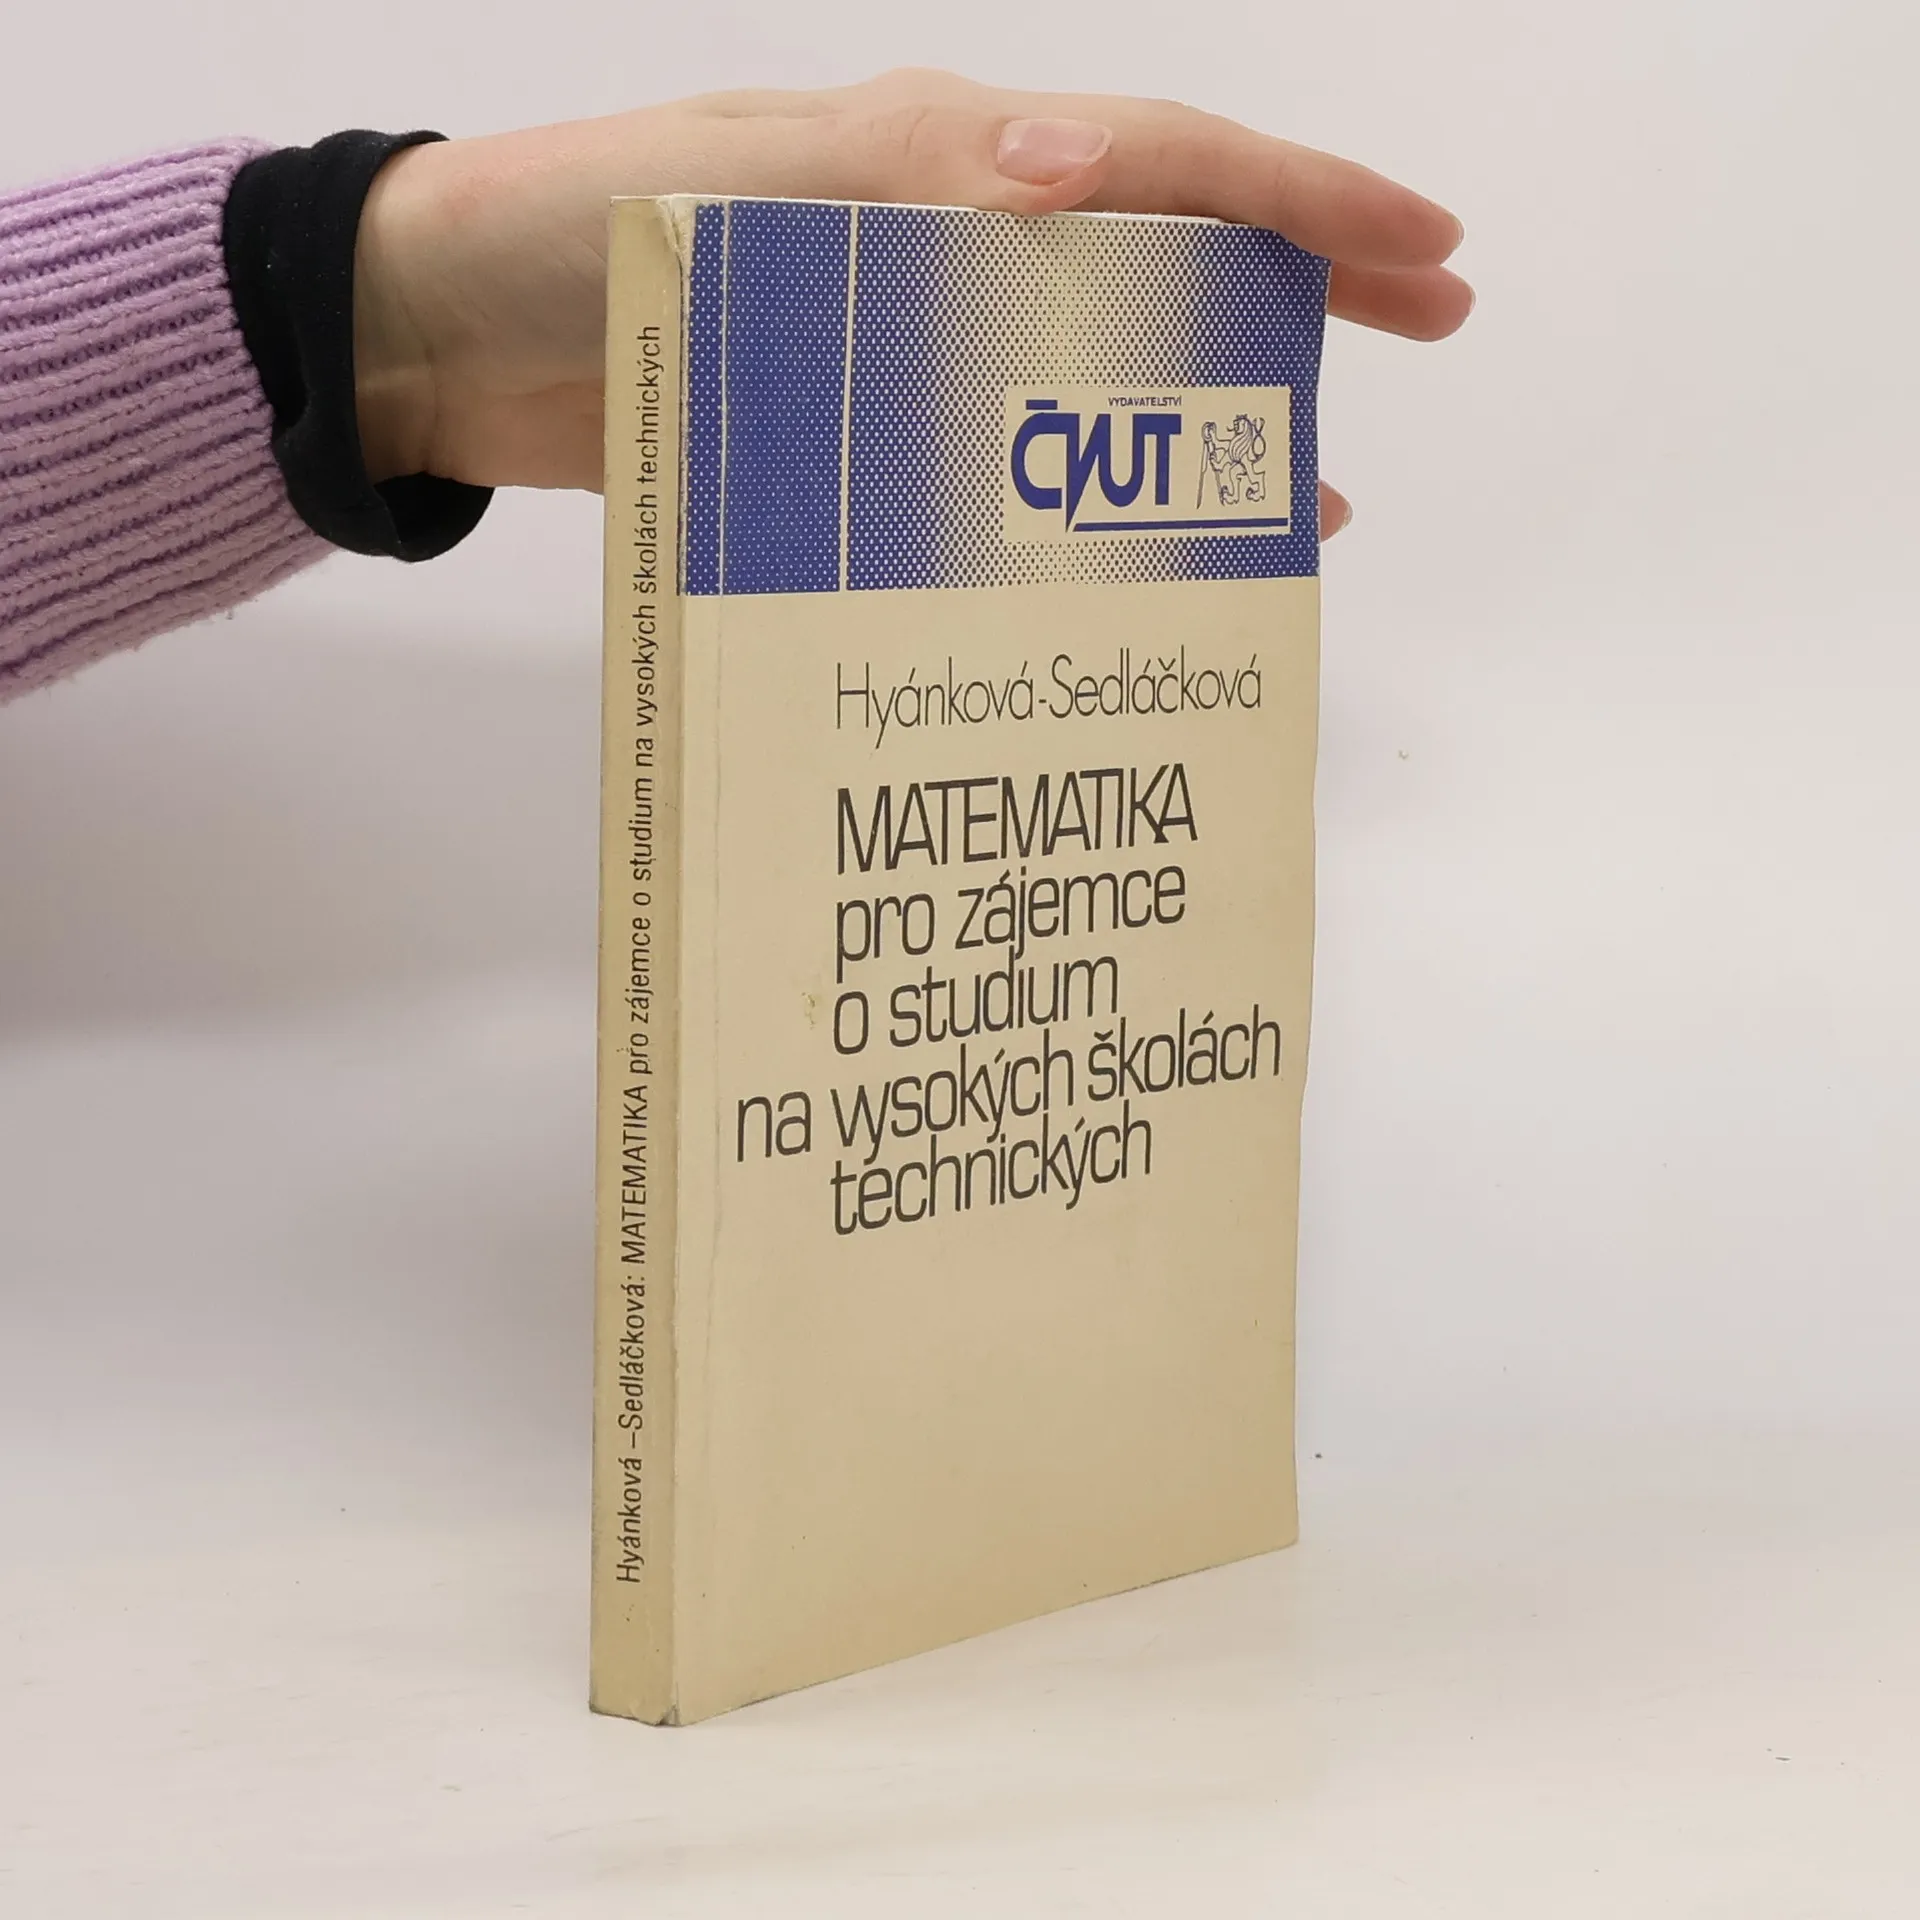 VYDAVATELSTVÍ
ČVUT
Hyánková-Sedláčková
MATEMATIKA
pro zájemce
o studium
na vysokých školách
technických
Hyánková –Sedláčková: MATEMATIKA pro zájemce o studium na vysokých školách technických